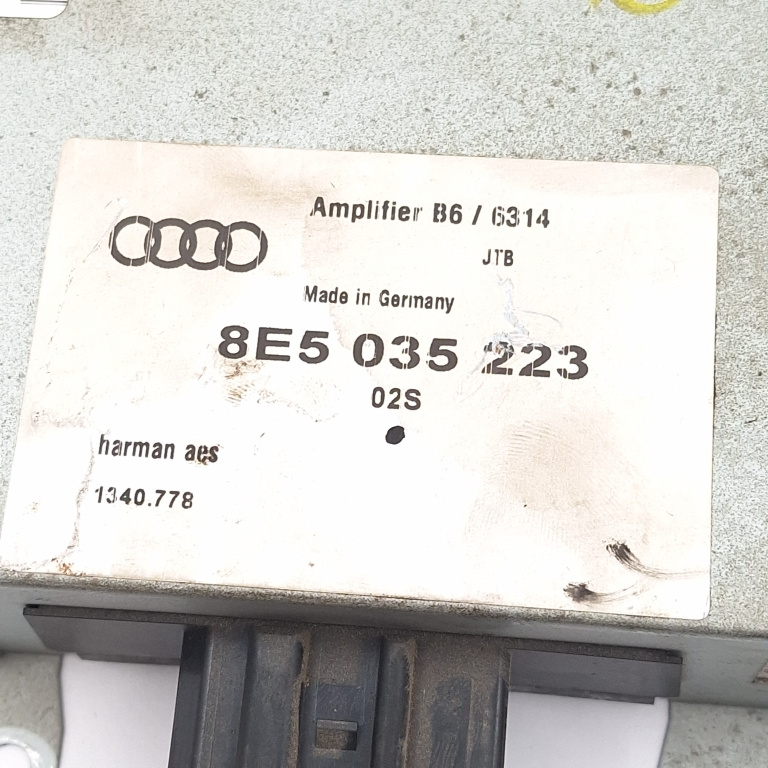 Amplifier B6 / 6314
JTB
Made in Germany
8E5 035 223
02S
harman aes
1340.778